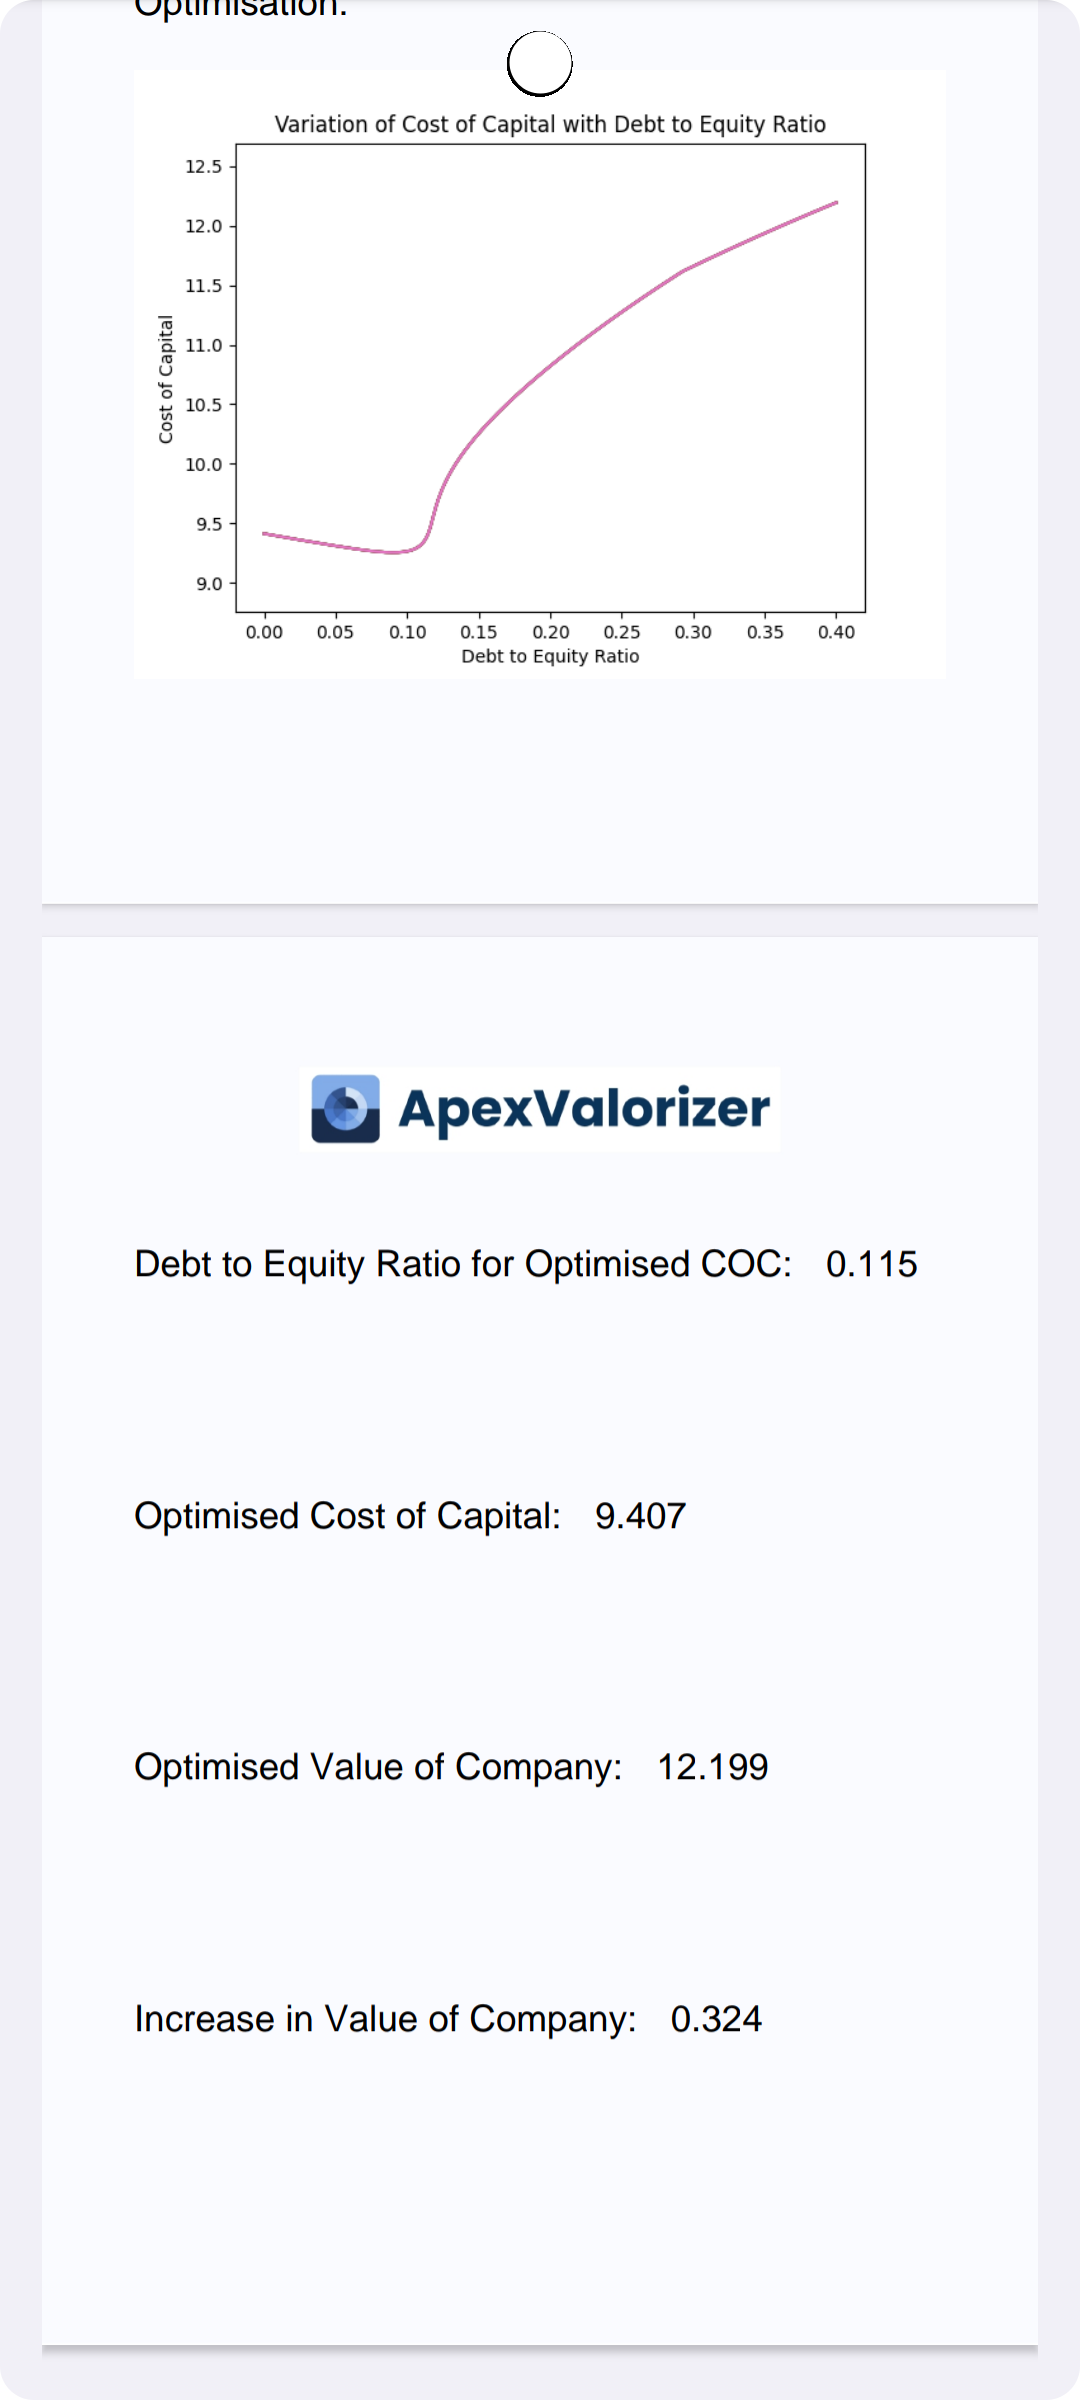 Optimisation.
Variation of Cost of Capital with Debt to Equity Ratio
12.5
12.0
11.5
11.0
10.5
10.0
9.5
9.0
Cost of Capital
0.00 0.05 0.10 0.15 0.20 0.25 0.30 0.35 0.40
Debt to Equity Ratio
ApexValorizer
Debt to Equity Ratio for Optimised COC: 0.115
Optimised Cost of Capital: 9.407
Optimised Value of Company: 12.199
Increase in Value of Company: 0.324